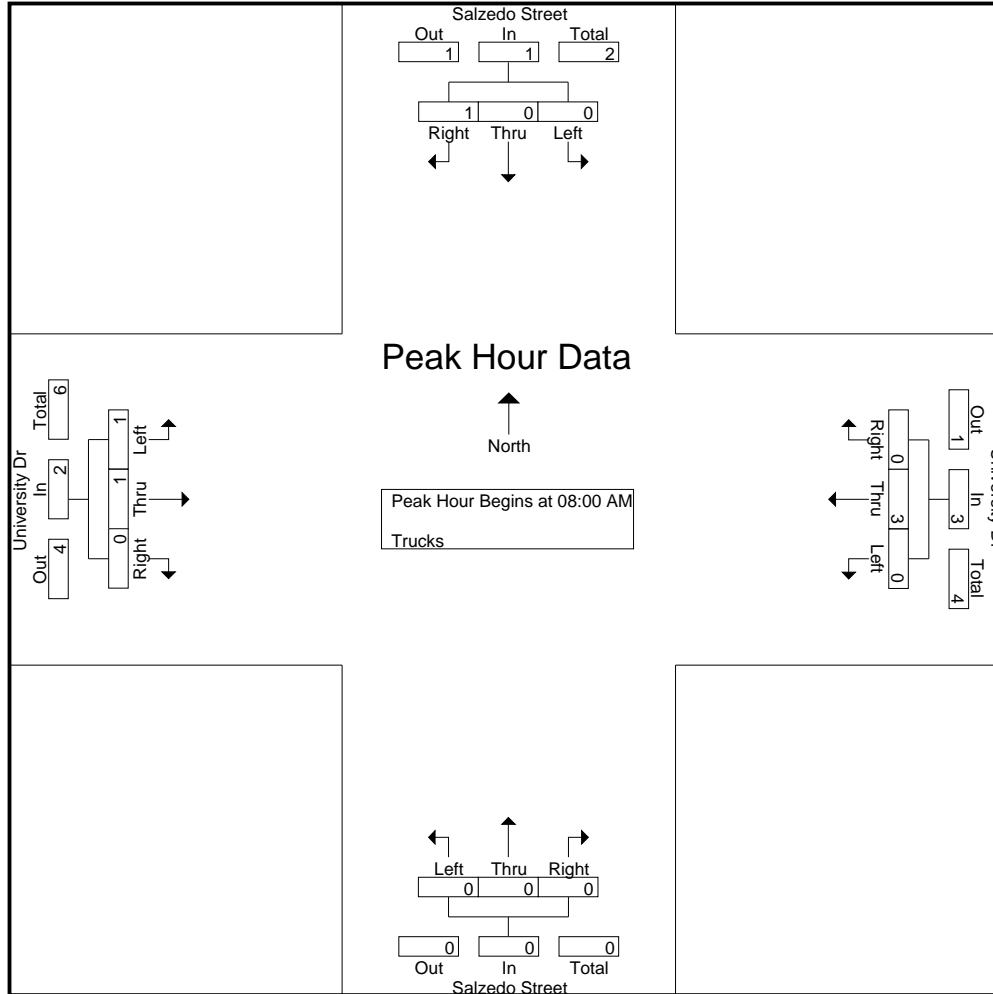 Salzedo Street
Out In Total
1 1 2
1 0 0
Right Thru Left
Peak Hour Data
North
Peak Hour Begins at 08:00 AM
Trucks
University Dr
Out In Total
4 2 6
Left Thru Right
1 1 0
University Dr
Out In Total
1 3 4
Right Thru Left
0 3 0
Left Thru Right
0 0 0
0 0 0
Out In Total
Salzedo Street